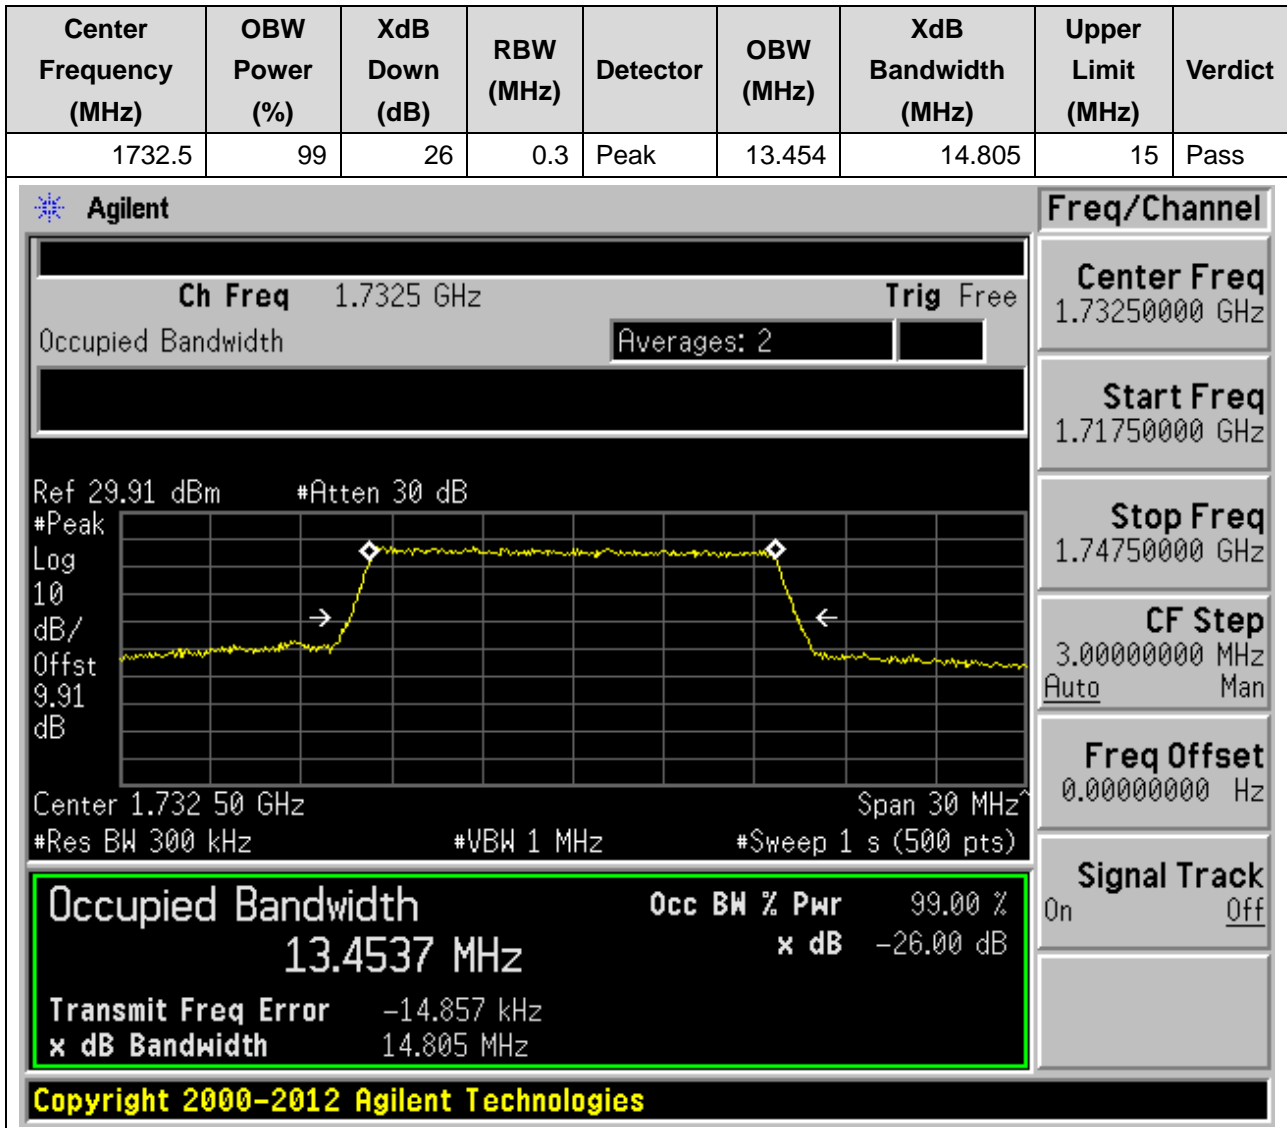 Center Frequency (MHz) OBW Power (%) XdB Down (dB) RBW (MHz) Detector OBW (MHz) XdB Bandwidth (MHz) Upper Limit (MHz) Verdict
1732.5 99 26 0.3 Peak 13.454 14.805 15 Pass
Agilent
Freq/Channel
Ch Freq 1.7325 GHz Trig Free
Occupied Bandwidth Averages: 2
Center Freq
1.73250000 GHz
Start Freq
1.71750000 GHz
Stop Freq
1.74750000 GHz
CF Step
3.00000000 MHz
Auto Man
Freq Offset
0.00000000 Hz
Signal Track
On Off
Ref 29.91 dBm #Atten 30 dB
#Peak
Log
10
dB/
Offst
9.91
dB
Center 1.732 50 GHz Span 30 MHz^
#Res BW 300 kHz #VBW 1 MHz #Sweep 1 s (500 pts)
Occupied Bandwidth
13.4537 MHz
Occ BW % Pwr 99.00 %
x dB -26.00 dB
Transmit Freq Error -14.857 kHz
x dB Bandwidth 14.805 MHz
Copyright 2000-2012 Agilent Technologies